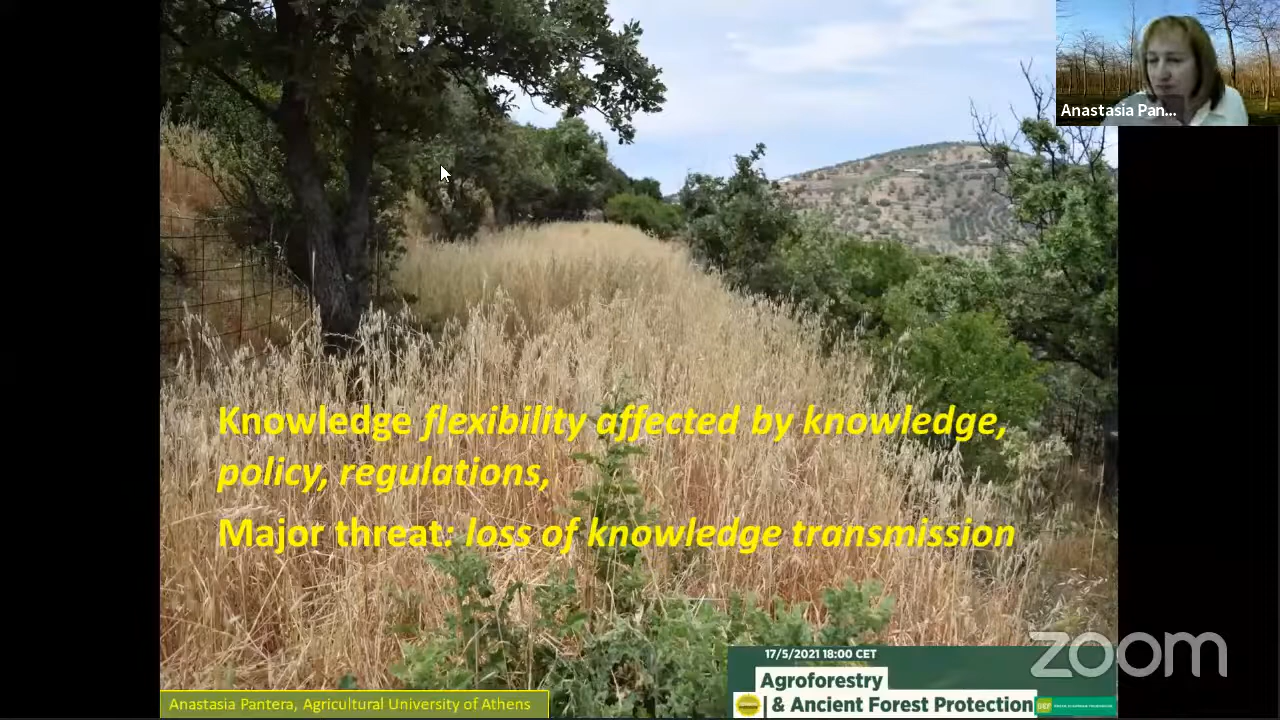 Anastasia Pan...
Knowledge flexibility affected by knowledge,
policy, regulations,
Major threat: loss of knowledge transmission
zoom
17/5/2021 18:00 CET
Agroforestry
& Ancient Forest Protection
Anastasia Pantera, Agricultural University of Athens